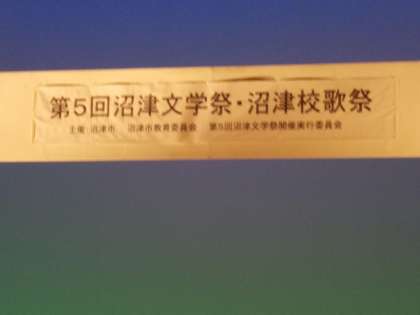 第5回沼津文学祭・沼津校歌祭
主催 沼津市 沼津市教育委員会 第5回沼津文学祭開催実行委員会